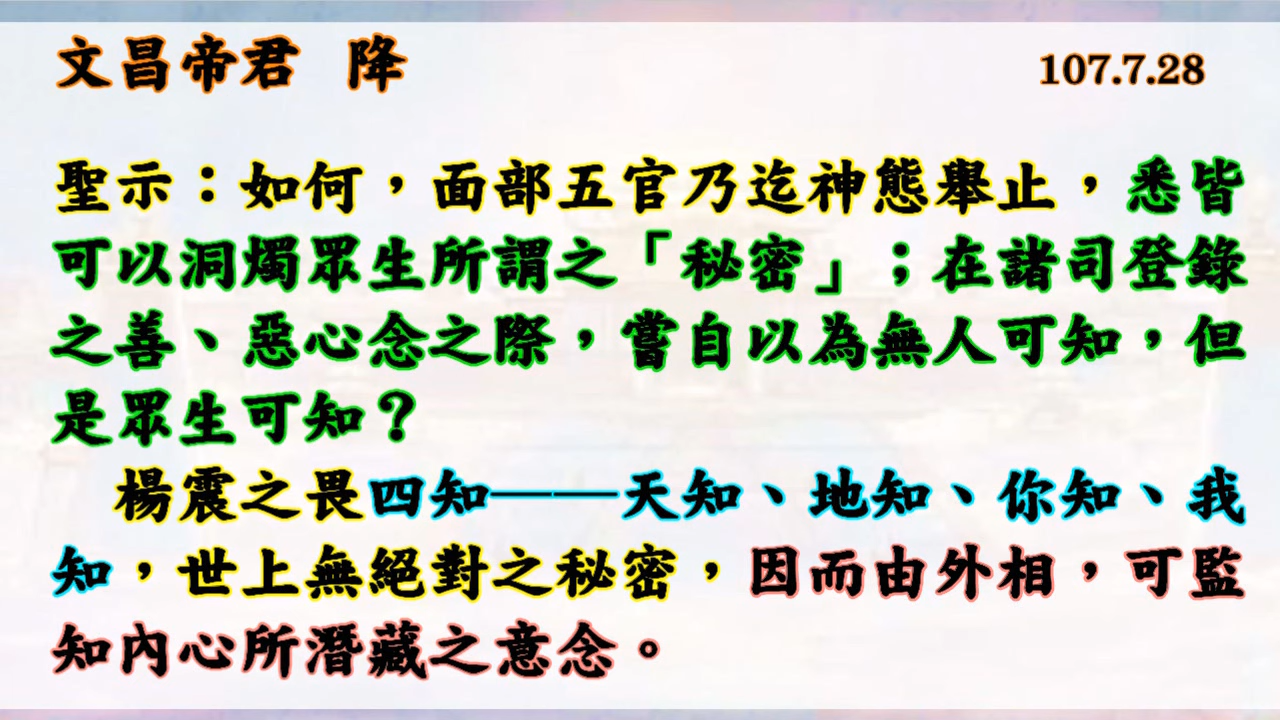 文昌帝君　降
107.7.28
聖示：如何，面部五官乃迄神態舉止，悉皆
可以洞燭眾生所謂之「秘密」；在諸司登錄
之善、惡心念之際，嘗自以為無人可知，但
是眾生可知？
楊震之畏四知——天知、地知、你知、我
知，世上無絕對之秘密，因而由外相，可監
知內心所潛藏之意念。